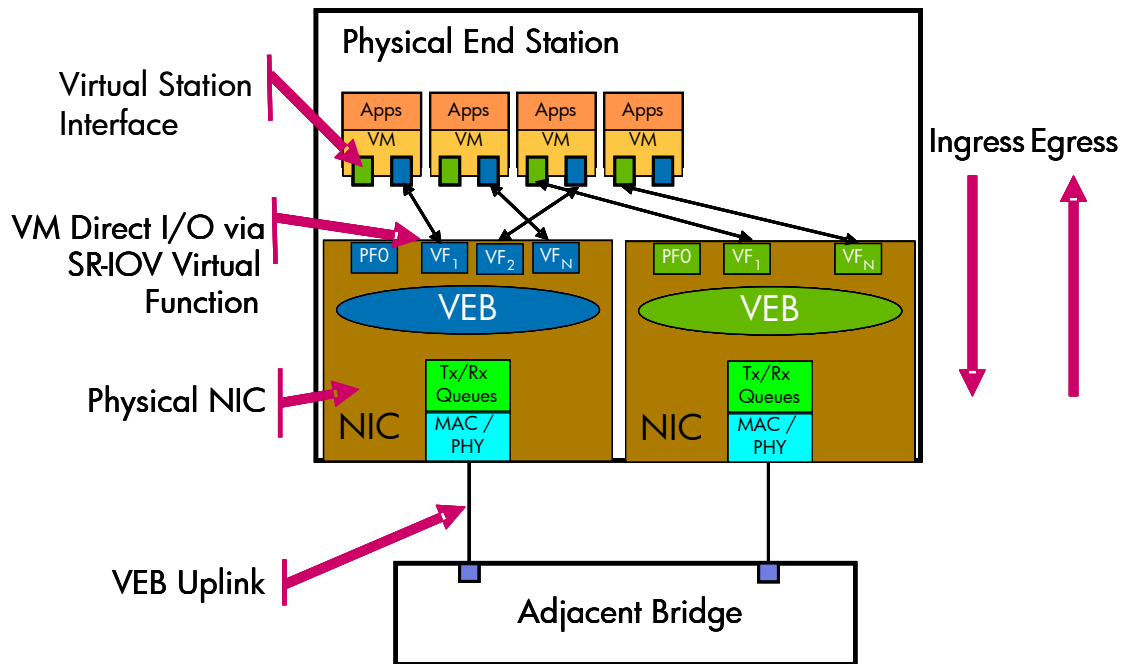 Physical End Station
Virtual Station
Interface
Apps
VM
Apps
VM
Apps
VM
Apps
VM
Ingress Egress
VM Direct I/O via
SR-IOV Virtual
Function
PF0
VF1
VF2
VFN
PF0
VF1
VFN
VEB
VEB
Physical NIC
Tx/Rx
Queues
MAC /
PHY
NIC
Tx/Rx
Queues
MAC /
PHY
NIC
VEB Uplink
Adjacent Bridge